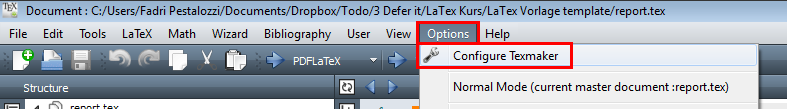 Document : C:/Users/Fadri Pestalozzi/Documents/Dropbox/Todo/3 Defer it/LaTex Kurs/LaTex Vorlage template/report.tex
File Edit Tools LaTeX Math Wizard Bibliography User View Options Help
PDFLaTeX
Configure Texmaker
Structure
Normal Mode (current master document :report.tex)
report.tex